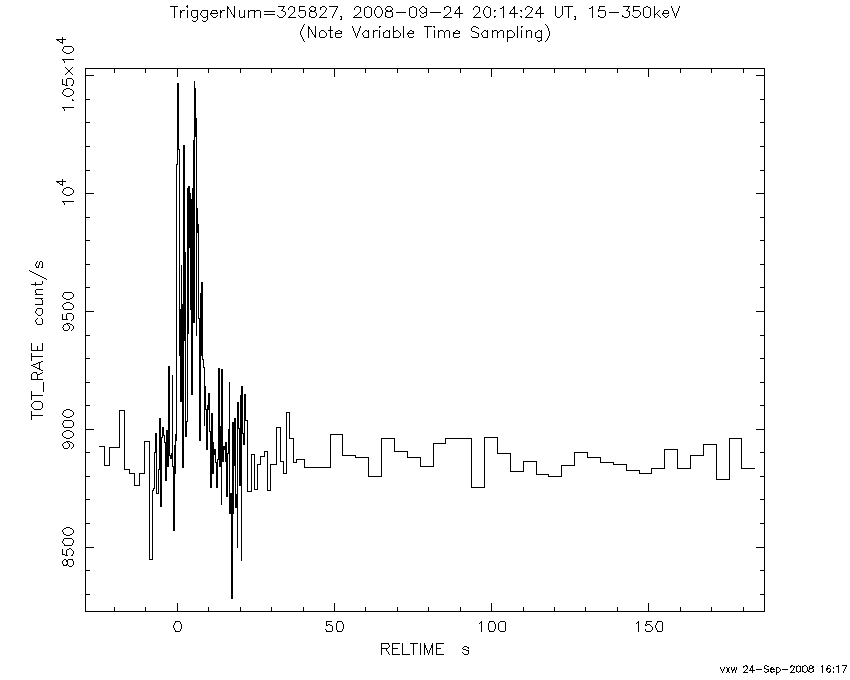 TriggerNum=325827, 2008-09-24 20:14:24 UT, 15-350keV
(Note Variable Time Sampling)
1.05×10⁴
10⁴
9500
9000
8500
TOT_RATE count/s
0 50 100 150
RELTIME s
vxw 24-Sep-2008 16:17